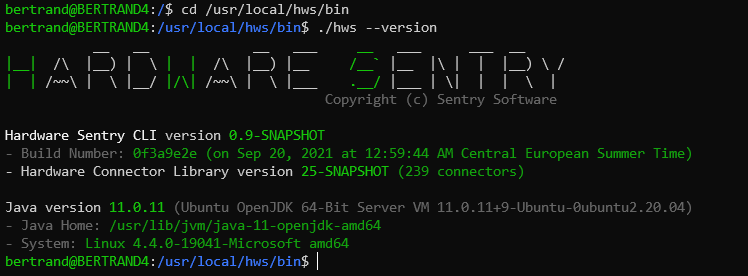 bertrand@BERTRAND4:/$ cd /usr/local/hws/bin
bertrand@BERTRAND4:/usr/local/hws/bin$ ./hws --version
HARDWARE SENTRY
Copyright (c) Sentry Software
Hardware Sentry CLI version 0.9-SNAPSHOT
- Build Number: 0f3a9e2e (on Sep 20, 2021 at 12:59:44 AM Central European Summer Time)
- Hardware Connector Library version 25-SNAPSHOT (239 connectors)
Java version 11.0.11 (Ubuntu OpenJDK 64-Bit Server VM 11.0.11+9-Ubuntu-0ubuntu2.20.04)
- Java Home: /usr/lib/jvm/java-11-openjdk-amd64
- System: Linux 4.4.0-19041-Microsoft amd64
bertrand@BERTRAND4:/usr/local/hws/bin$